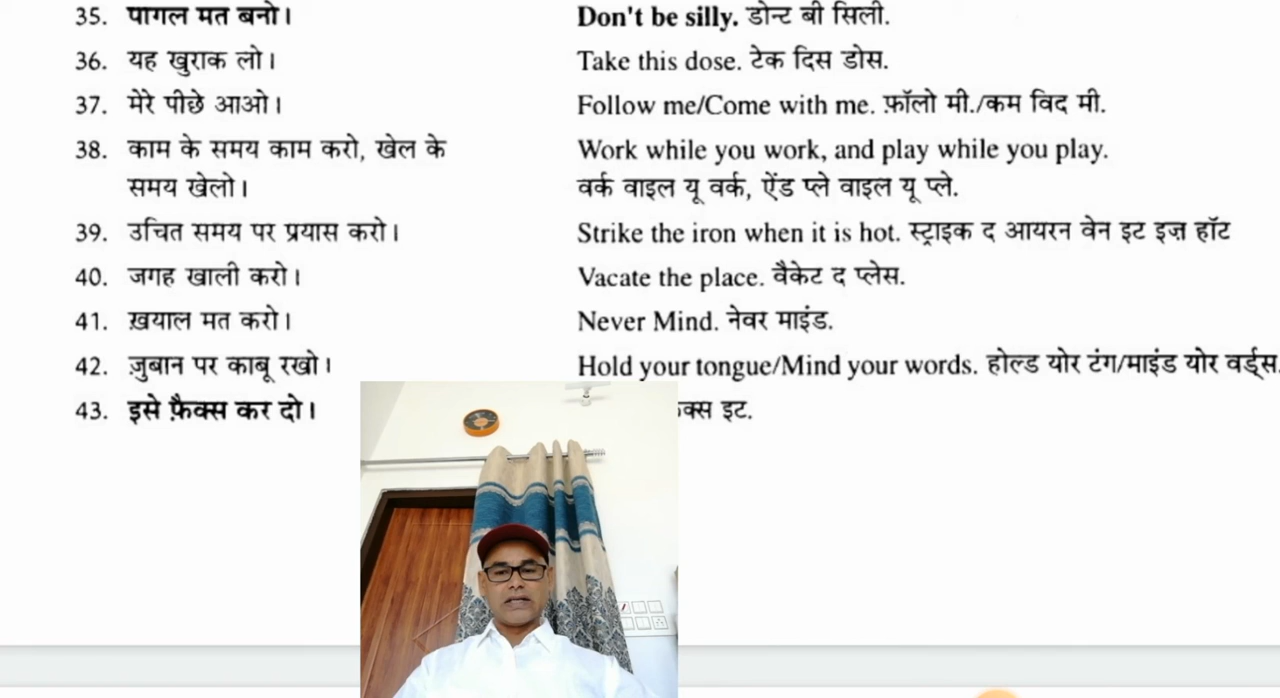 35. पागल मत बनो। Don't be silly. डोन्ट बी सिली.
36. यह खुराक लो। Take this dose. टेक दिस डोस.
37. मेरे पीछे आओ। Follow me/Come with me. फ़ॉलो मी./कम विद मी.
38. काम के समय काम करो, खेल के Work while you work, and play while you play.
समय खेलो। वर्क वाइल यू वर्क, ऐंड प्ले वाइल यू प्ले.
39. उचित समय पर प्रयास करो। Strike the iron when it is hot. स्ट्राइक द आयरन वेन इट इज़ हॉट
40. जगह खाली करो। Vacate the place. वैकेट द प्लेस.
41. ख़याल मत करो। Never Mind. नेवर माइंड.
42. ज़ुबान पर काबू रखो। Hold your tongue/Mind your words. होल्ड योर टंग/माइंड योर वर्ड्स.
43. इसे फ़ैक्स कर दो। इट.